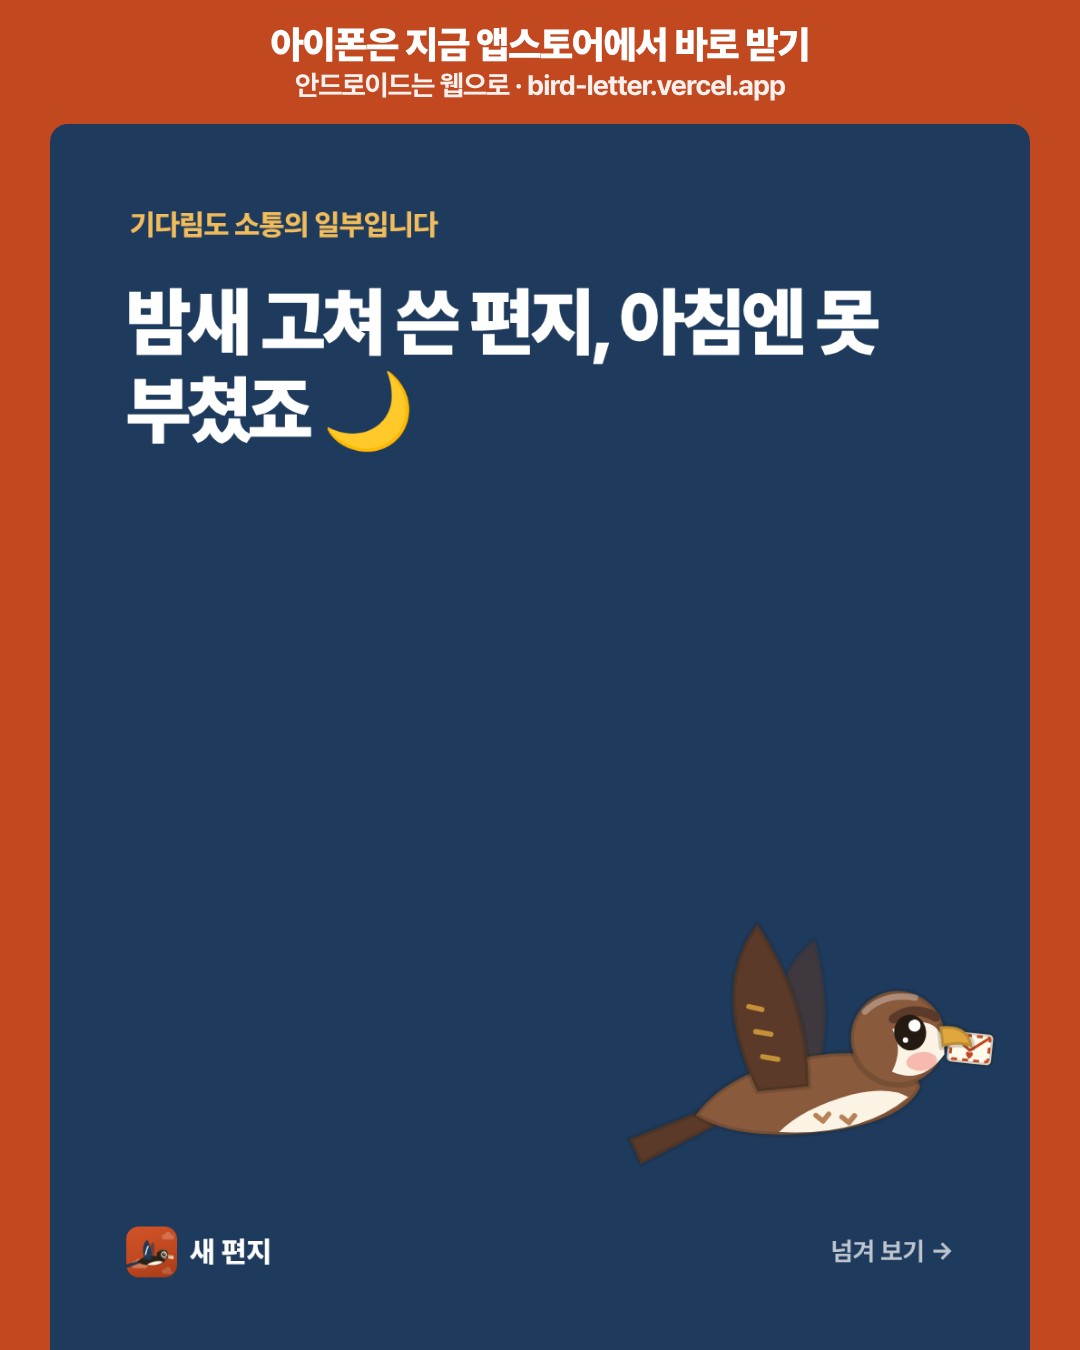 아이폰은 지금 앱스토어에서 바로 받기
안드로이드는 웹으로 · bird-letter.vercel.app
기다림도 소통의 일부입니다
밤새 고쳐 쓴 편지, 아침엔 못
부쳤죠 🌙
새 편지
넘겨 보기 →